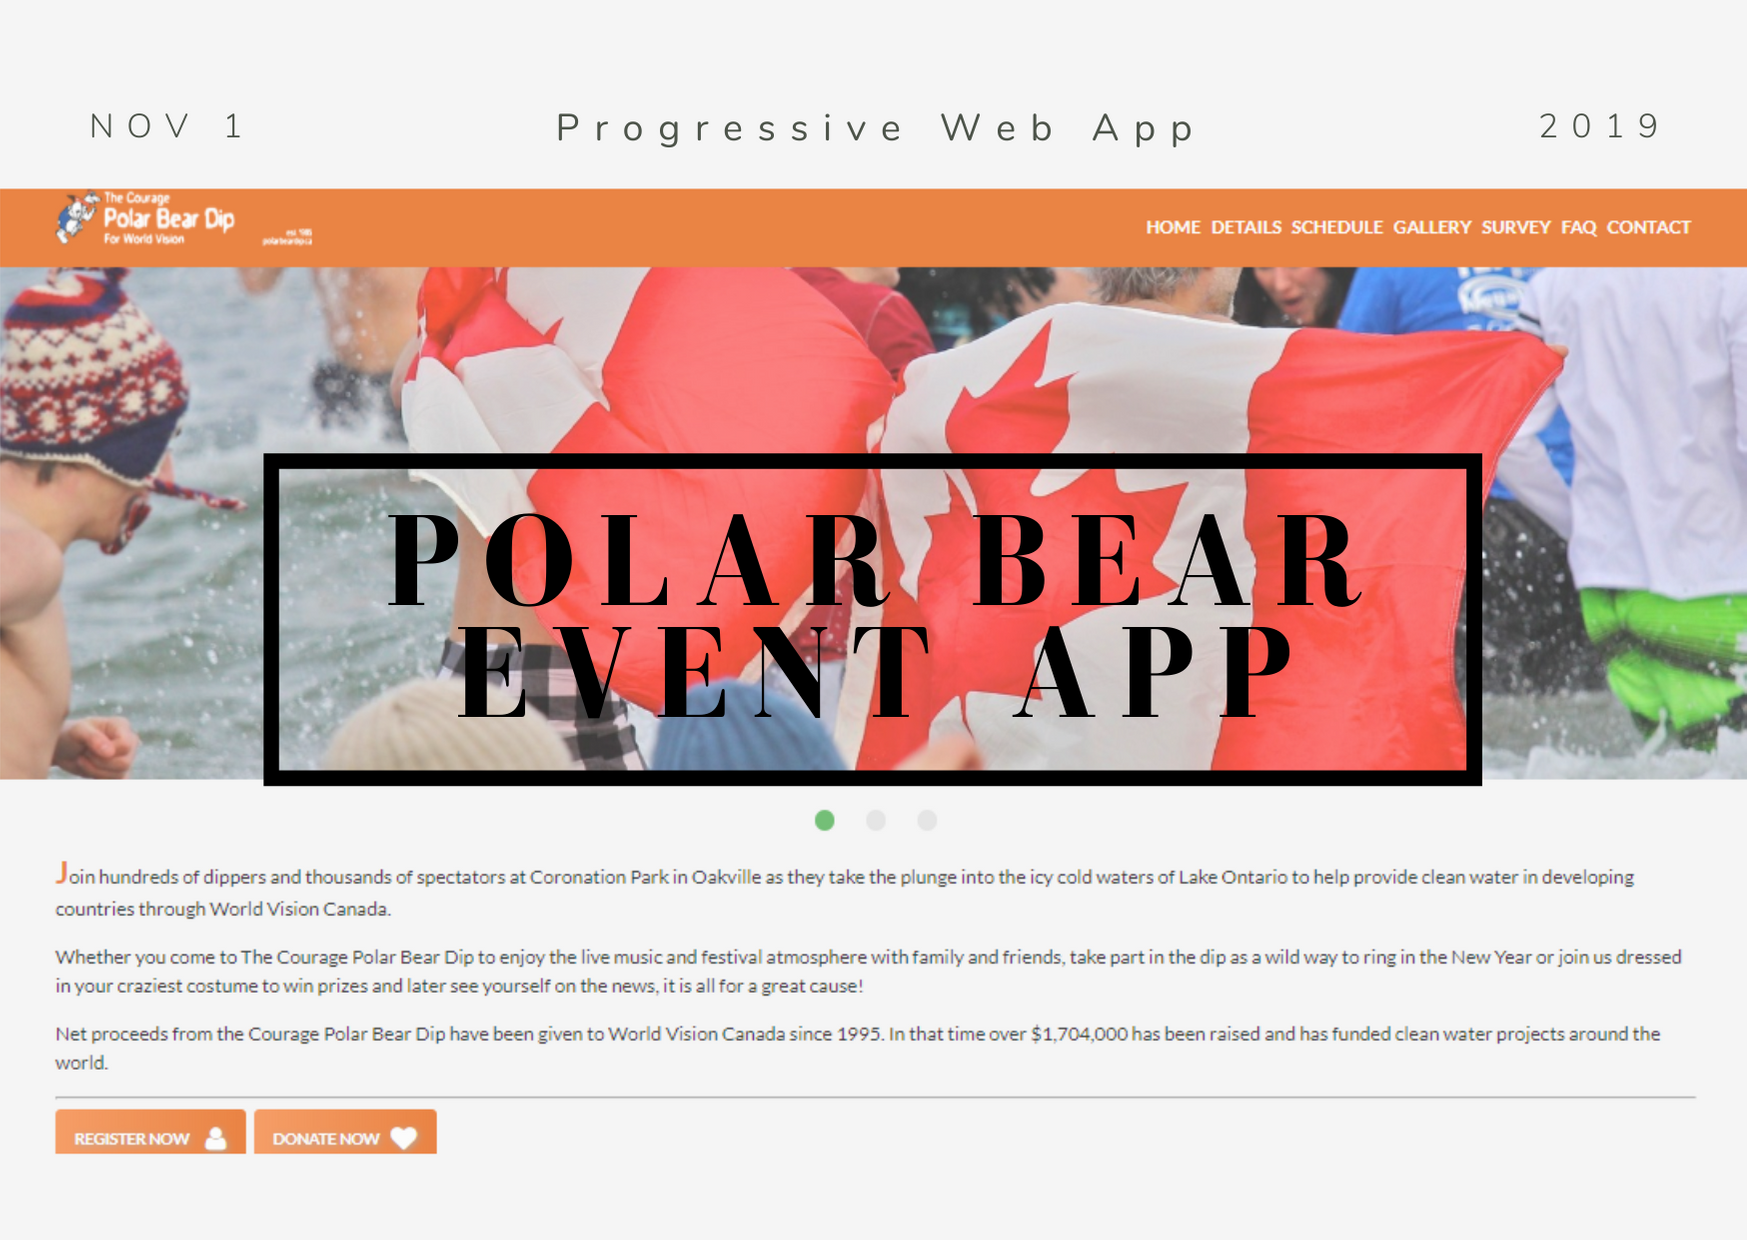 NOV 1
Progressive Web App
2019
The Courage
Polar Bear Dip
For World Vision
est. 1985
polarbeardip.ca
HOME DETAILS SCHEDULE GALLERY SURVEY FAQ CONTACT
POLAR BEAR
EVENT APP
Join hundreds of dippers and thousands of spectators at Coronation Park in Oakville as they take the plunge into the icy cold waters of Lake Ontario to help provide clean water in developing
countries through World Vision Canada.
Whether you come to The Courage Polar Bear Dip to enjoy the live music and festival atmosphere with family and friends, take part in the dip as a wild way to ring in the New Year or join us dressed
in your craziest costume to win prizes and later see yourself on the news, it is all for a great cause!
Net proceeds from the Courage Polar Bear Dip have been given to World Vision Canada since 1995. In that time over $1,704,000 has been raised and has funded clean water projects around the
world.
REGISTER NOW
DONATE NOW